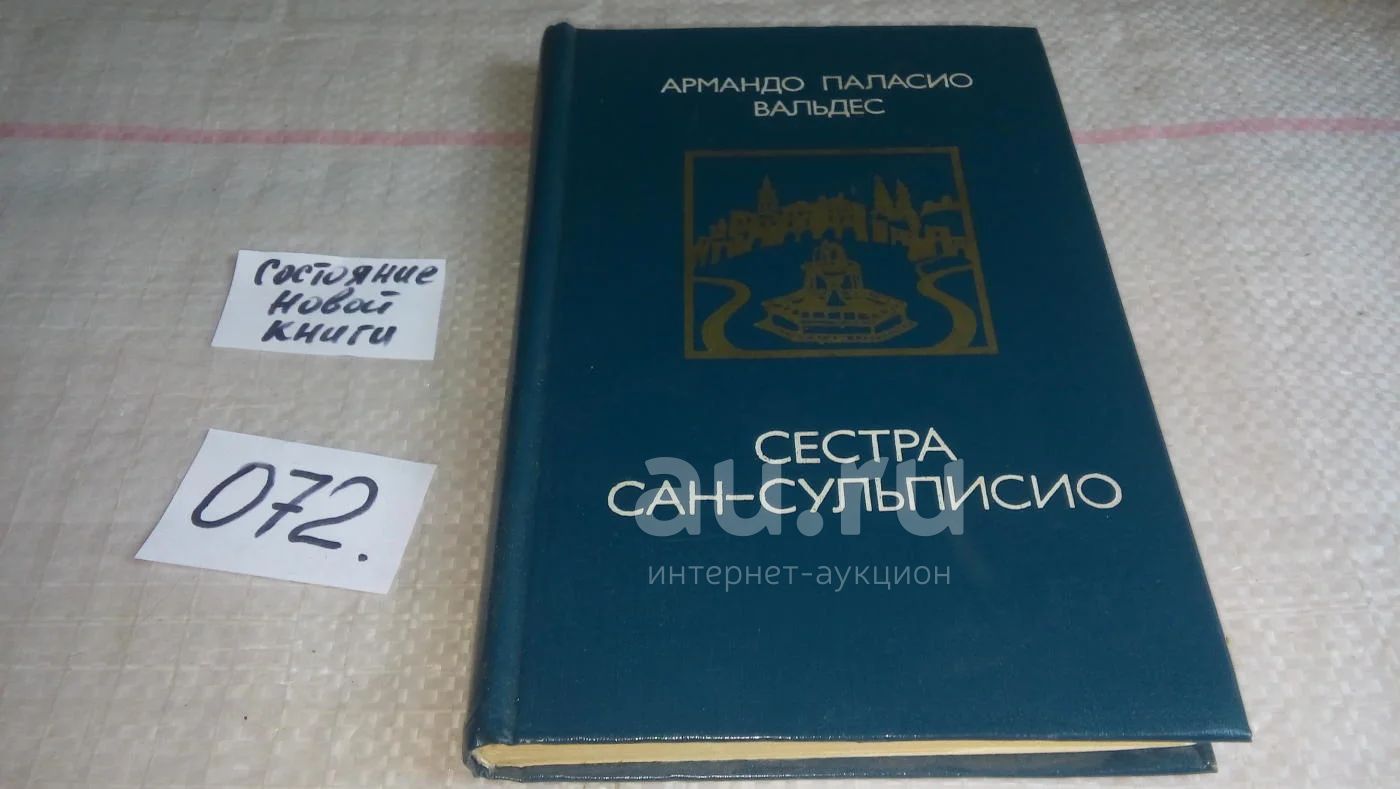 АРМАНДО ПАЛАСИО
ВАЛЬДЕС
Состояние
новой
книги
072.
СЕСТРА
САН-СУЛЬПИСИО
au.ru
интернет-аукцион